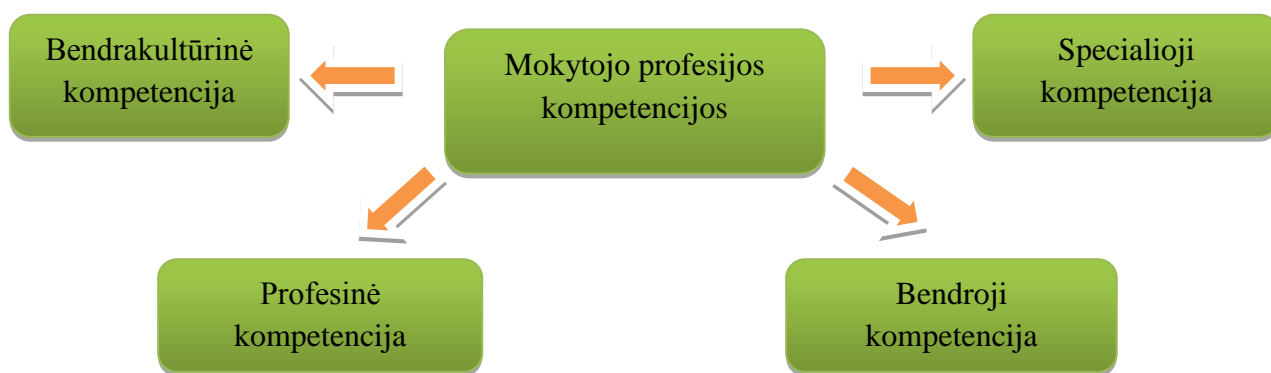 Bendrakultūrinė
kompetencija
Mokytojo profesijos
kompetencijos
Specialioji
kompetencija
Profesinė
kompetencija
Bendroji
kompetencija